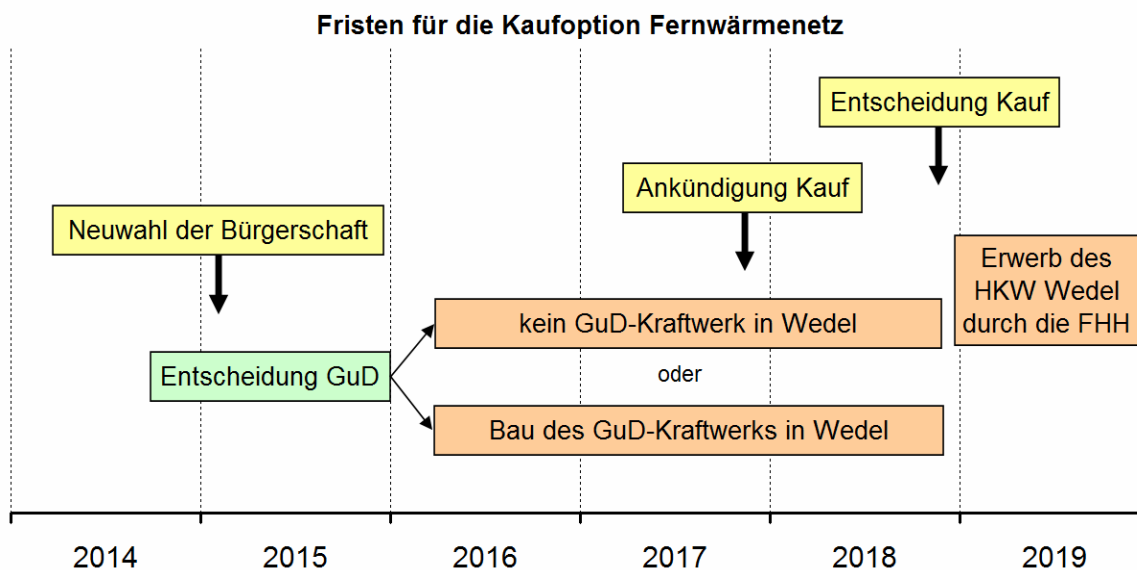 Fristen für die Kaufoption Fernwärmenetz
Entscheidung Kauf
Ankündigung Kauf
Neuwahl der Bürgerschaft
Erwerb des
HKW Wedel
durch die FHH
kein GuD-Kraftwerk in Wedel
Entscheidung GuD
oder
Bau des GuD-Kraftwerks in Wedel
2014 2015 2016 2017 2018 2019